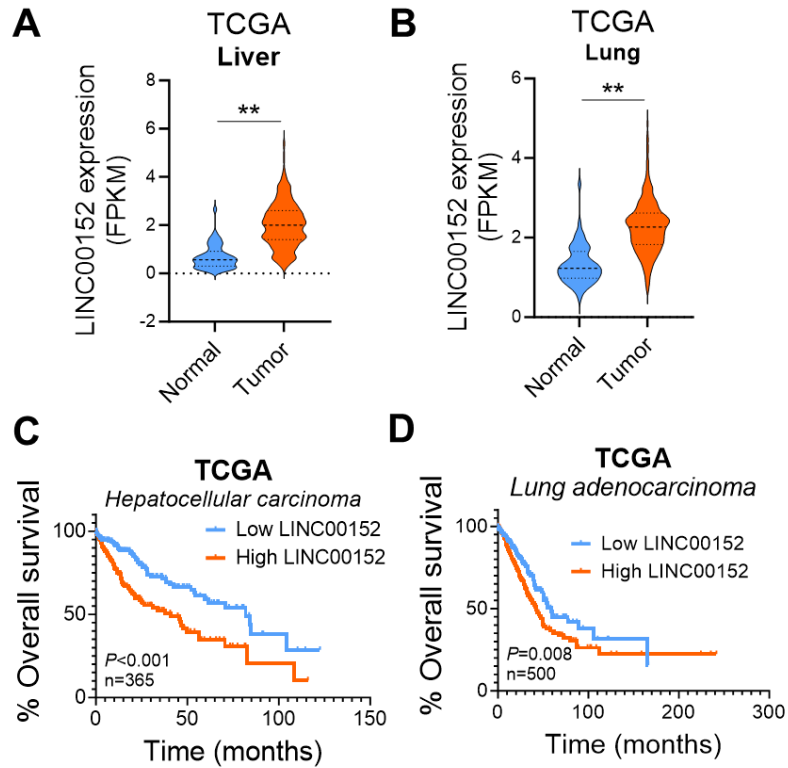 A
TCGA
Liver
LINC00152 expression
(FPKM)
8
6
4
2
0
-2
**
Normal
Tumor
B
TCGA
Lung
LINC00152 expression
(FPKM)
6
4
2
0
**
Normal
Tumor
C
TCGA
Hepatocellular carcinoma
Low LINC00152
High LINC00152
% Overall survival
100
50
0
P<0.001
n=365
0
50
100
150
Time (months)
D
TCGA
Lung adenocarcinoma
Low LINC00152
High LINC00152
% Overall survival
100
50
0
P=0.008
n=500
0
100
200
300
Time (months)